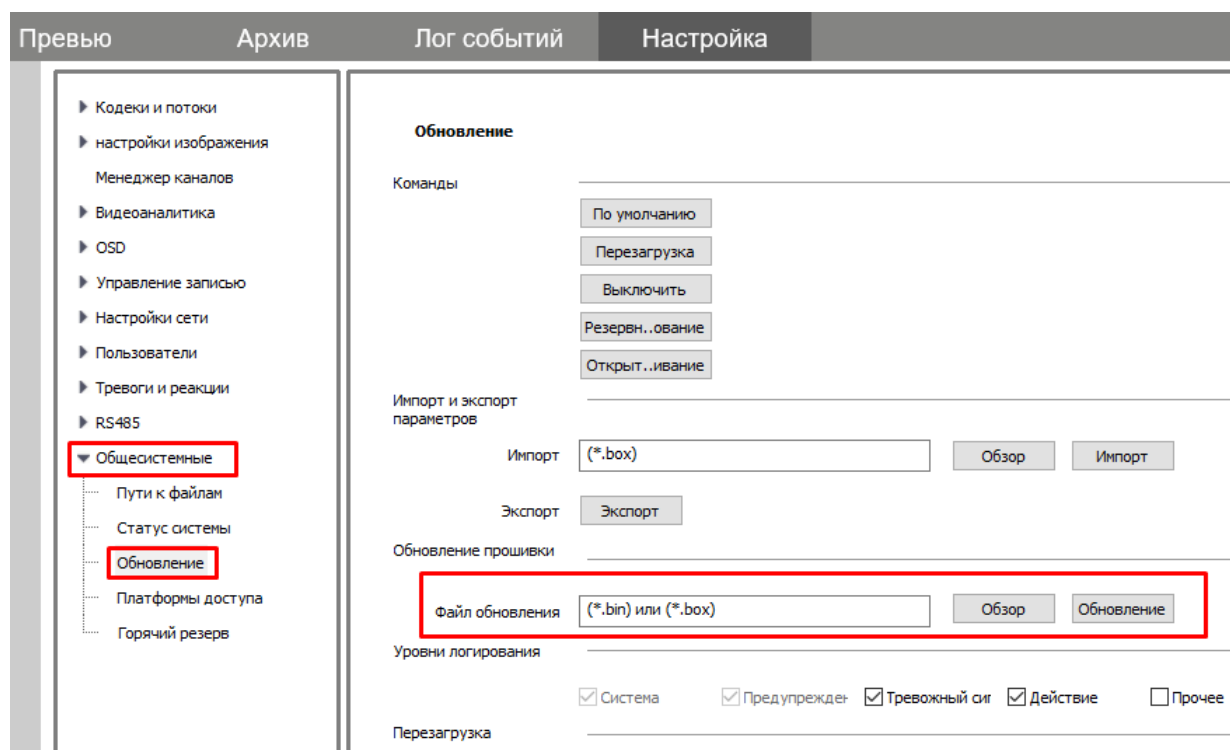 Превью Архив Лог событий Настройка
Кодеки и потоки
настройки изображения
Менеджер каналов
Видеоаналитика
OSD
Управление записью
Настройки сети
Пользователи
Тревоги и реакции
RS485
Общесистемные
Пути к файлам
Статус системы
Обновление
Платформы доступа
Горячий резерв
Обновление
Команды
По умолчанию
Перезагрузка
Выключить
Резервн..ование
Открыт..ивание
Импорт и экспорт
параметров
Импорт (*.box) Обзор Импорт
Экспорт Экспорт
Обновление прошивки
Файл обновления (*.bin) или (*.box) Обзор Обновление
Уровни логирования
Система Предупрежден Тревожный сиг Действие Прочее
Перезагрузка